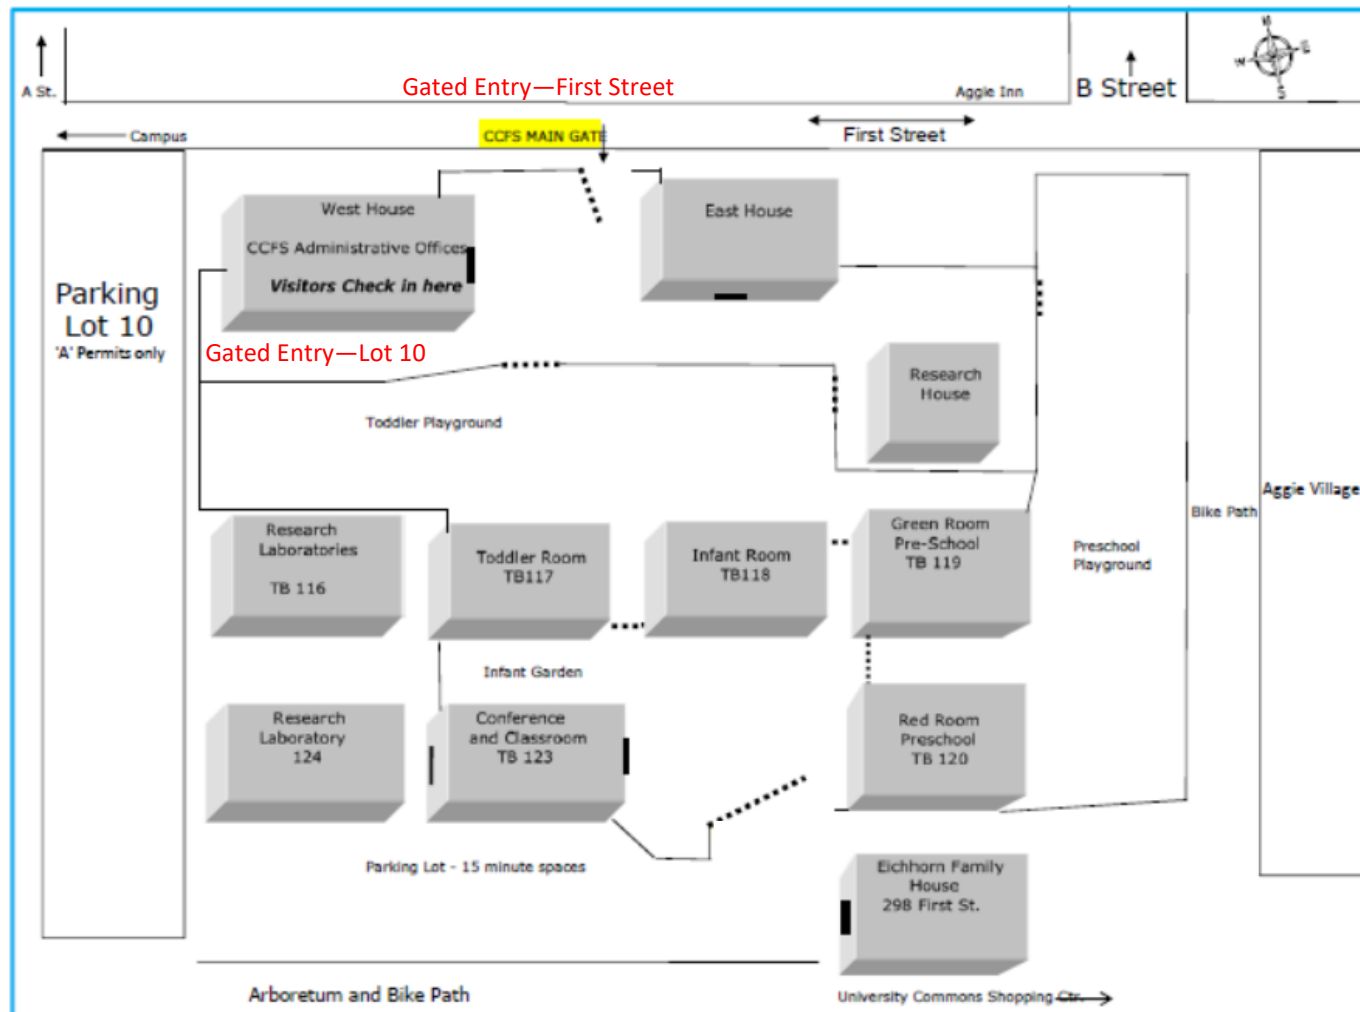 N
W E
S
A St.
Gated Entry—First Street
Aggie Inn
B Street
Campus
CCFS MAIN GATE
First Street
West House
CCFS Administrative Offices
Visitors Check in here
East House
Parking
Lot 10
'A' Permits only
Gated Entry—Lot 10
Research
House
Toddler Playground
Aggie Village
Bike Path
Research
Laboratories
TB 116
Toddler Room
TB117
Infant Room
TB118
Green Room
Pre-School
TB 119
Preschool
Playground
Infant Garden
Research
Laboratory
124
Conference
and Classroom
TB 123
Red Room
Preschool
TB 120
Parking Lot - 15 minute spaces
Eichhorn Family
House
298 First St.
Arboretum and Bike Path
University Commons Shopping Ctr.